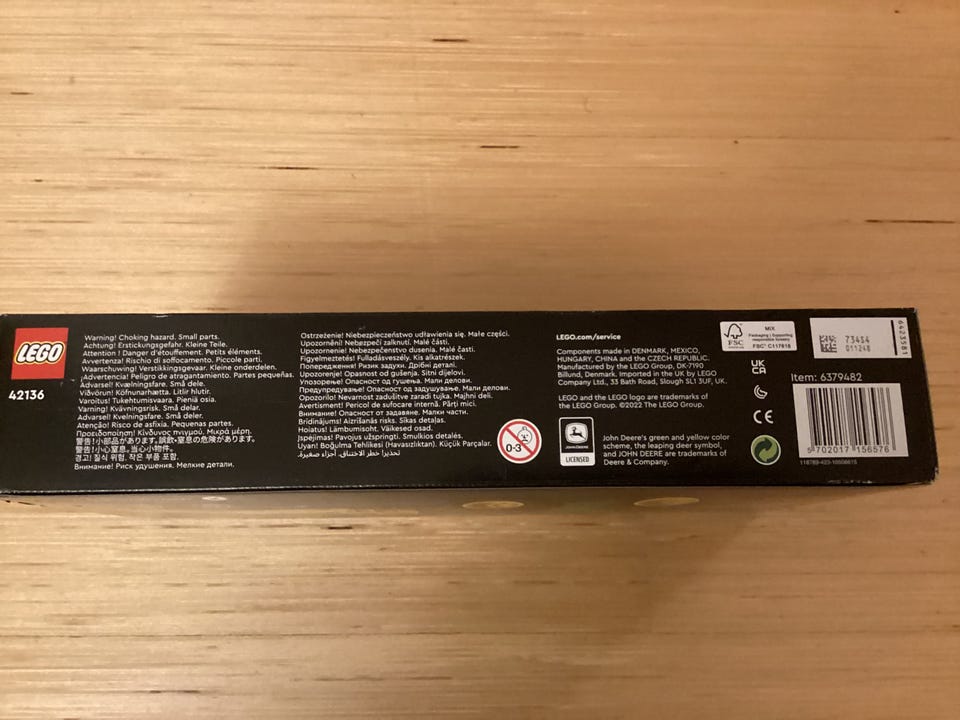 LEGO
42136
Warning! Choking hazard. Small parts.
Achtung! Erstickungsgefahr. Kleine Teile.
Attention ! Danger d'étouffement. Petits éléments.
Avvertenza! Rischio di soffocamento. Piccole parti.
Waarschuwing! Verstikkingsgevaar. Kleine onderdelen.
¡Advertencia! Peligro de atragantamiento. Partes pequeñas.
Advarsel! Kvælningsfare. Små dele.
Viðvörun! Köfnunarhætta. Litlir hlutir.
Varoitus! Tukehtumisvaara. Pieniä osia.
Varning! Kvävningsrisk. Små delar.
Advarsel! Kvelningsfare. Små deler.
Atenção! Risco de asfixia. Pequenas partes.
Προειδοποίηση! Κίνδυνος πνιγμού. Μικρά μέρη.
警告!小部品があります。誤飲・窒息の危険があります。
警告!小心窒息。当心小物件。
경고! 질식 위험. 작은 부품 포함.
Внимание! Риск удушения. Мелкие детали.
Ostrzeżenie! Niebezpieczeństwo udławienia się. Małe części.
Upozornění! Nebezpečí zalknutí. Malé části.
Upozornenie! Nebezpečenstvo dusenia. Malé časti.
Figyelmeztetés! Fulladásveszély. Kis alkatrészek.
Попередження! Ризик задухи. Дрібні деталі.
Upozorenje! Opasnost od gušenja. Sitni dijelovi.
Упозорење! Опасност од гушења. Мали делови.
Предупредување! Опасност од задушување. Мали делови.
Opozorilo! Nevarnost zadušitve zaradi tujka. Majhni deli.
Avertisment! Pericol de sufocare internă. Părţi mici.
Внимание! Опасност от задавяне. Малки части.
Brīdinājums! Aizrīšanās risks. Sīkas detaļas.
Hoiatus! Lämbumisoht. Väikesed osad.
Įspėjimas! Pavojus užspringti. Smulkios detalės.
Uyarı! Boğulma Tehlikesi (Havasızlıktan). Küçük Parçalar.
تحذير! خطر الاختناق. أجزاء صغيرة.
0-3
LEGO.com/service
Components made in DENMARK, MEXICO,
HUNGARY, CHINA and the CZECH REPUBLIC.
Manufactured by the LEGO Group, DK-7190
Billund, Denmark. Imported in the UK by LEGO
Company Ltd., 33 Bath Road, Slough SL1 3UF, UK.
LEGO and the LEGO logo are trademarks of
the LEGO Group. ©2022 The LEGO Group.
JOHN DEERE
LICENSED
John Deere's green and yellow color
scheme, the leaping deer symbol,
and JOHN DEERE are trademarks of
Deere & Company.
FSC
MIX
Packaging | Supporting
responsible forestry
FSC® C117818
UK
CA
CE
734S4
011248
6423581
Item: 6379482
5 702017 156576
118789-423-10506615